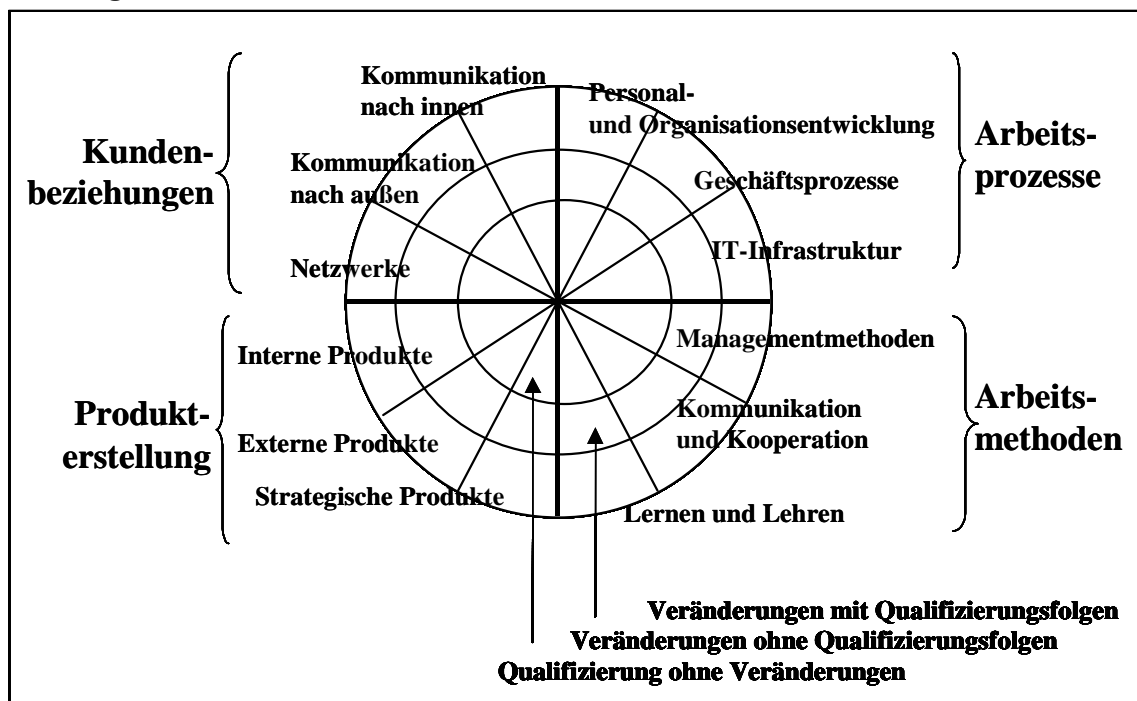 Kunden-
beziehungen
Kommunikation
nach innen
Kommunikation
nach außen
Netzwerke
Personal-
und Organisationsentwicklung
Geschäftsprozesse
IT-Infrastruktur
Arbeits-
prozesse
Produkt-
erstellung
Interne Produkte
Externe Produkte
Strategische Produkte
Managementmethoden
Kommunikation
und Kooperation
Lernen und Lehren
Arbeits-
methoden
Veränderungen mit Qualifizierungsfolgen
Veränderungen ohne Qualifizierungsfolgen
Qualifizierung ohne Veränderungen